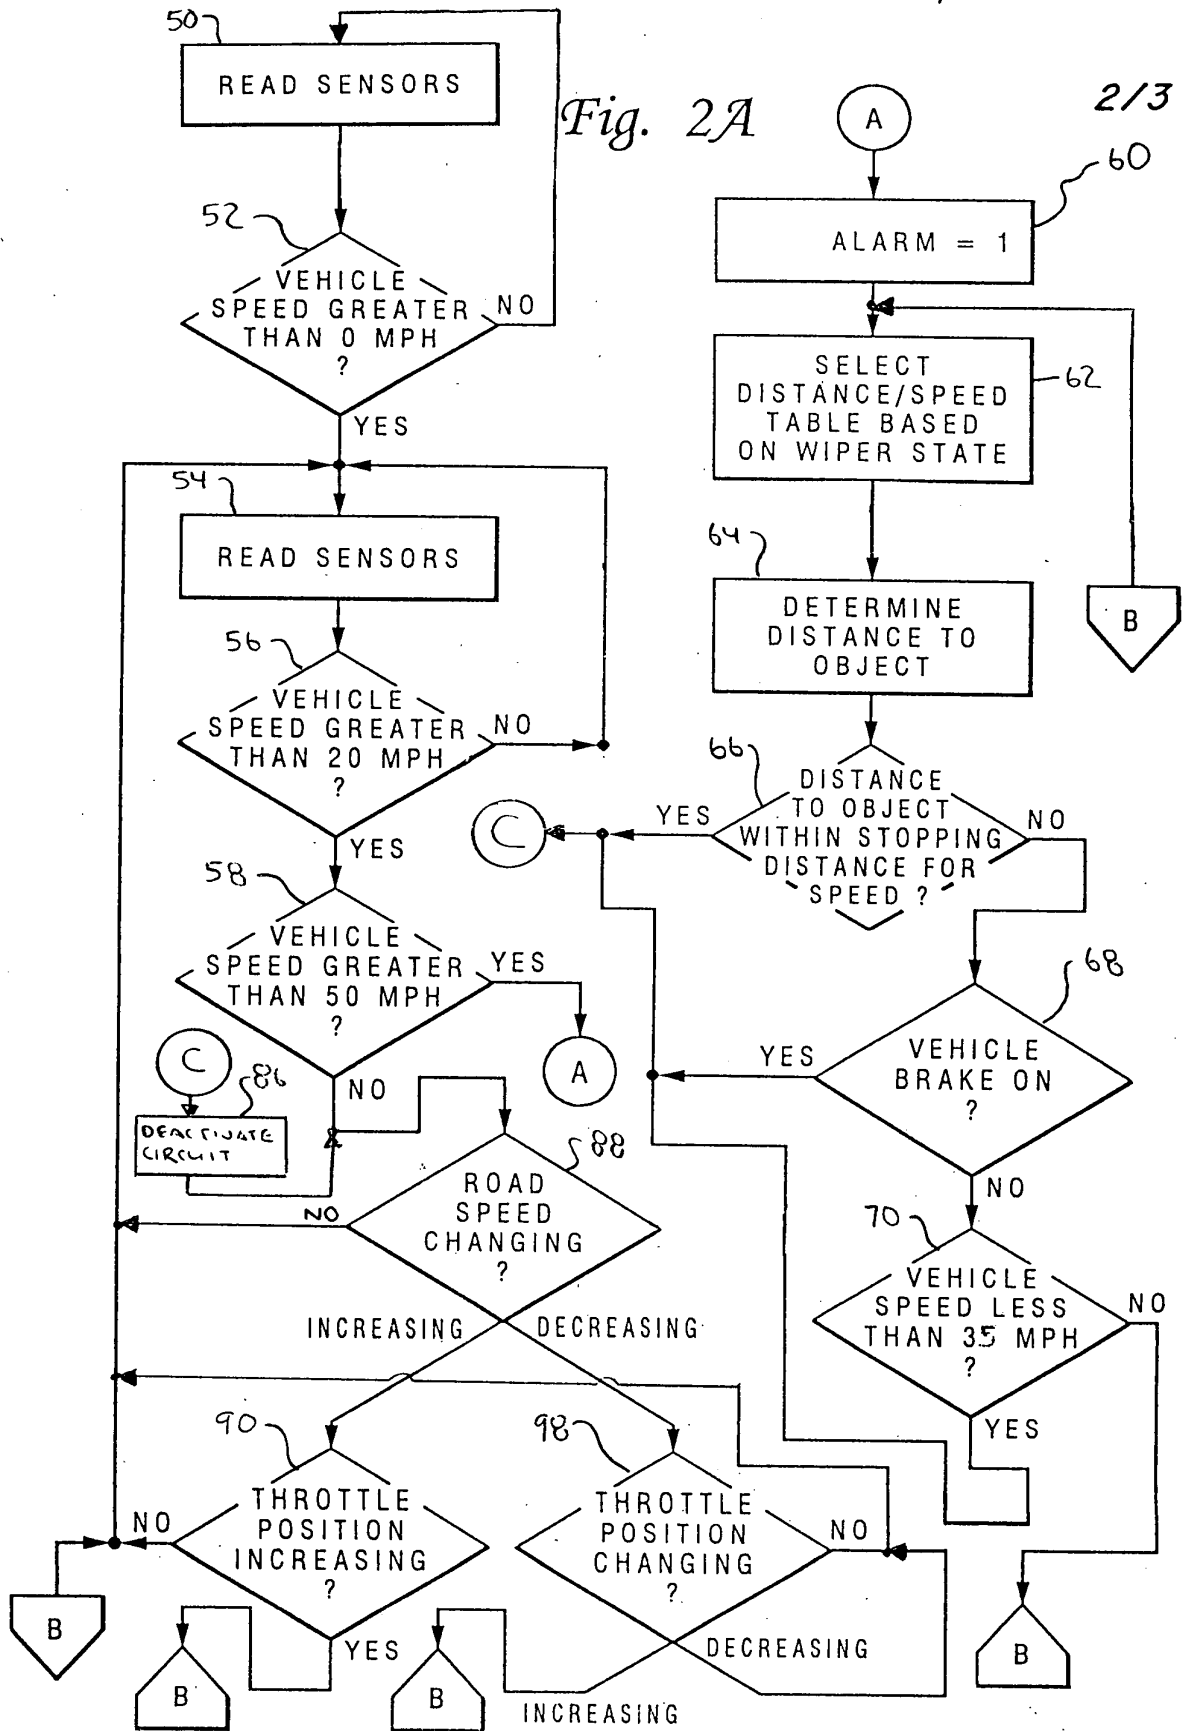 Fig. 2A
2/3
50
READ SENSORS
52
VEHICLE
SPEED GREATER
THAN 0 MPH
?
NO
YES
54
READ SENSORS
56
VEHICLE
SPEED GREATER
THAN 20 MPH
?
NO
YES
58
VEHICLE
SPEED GREATER
THAN 50 MPH
?
YES
A
NO
C
86
DEACTIVATE
CIRCUIT
88
ROAD
SPEED
CHANGING
?
NO
INCREASING
DECREASING
90
THROTTLE
POSITION
INCREASING
?
NO
B
YES
B
98
THROTTLE
POSITION
CHANGING
?
NO
DECREASING
INCREASING
B
A
60
ALARM = 1
62
SELECT
DISTANCE/SPEED
TABLE BASED
ON WIPER STATE
B
64
DETERMINE
DISTANCE TO
OBJECT
66
DISTANCE
TO OBJECT
WITHIN STOPPING
DISTANCE FOR
SPEED ?
YES
C
NO
68
VEHICLE
BRAKE ON
?
YES
NO
70
VEHICLE
SPEED LESS
THAN 35 MPH
?
NO
YES
B